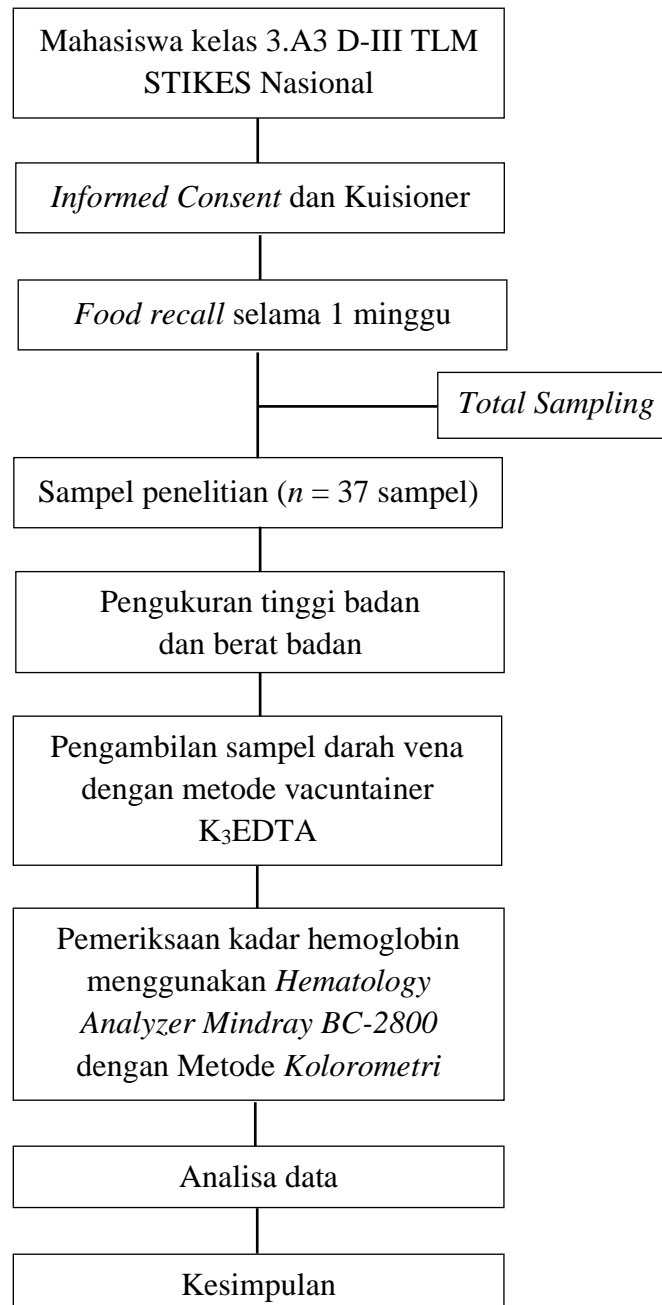 Mahasiswa kelas 3.A3 D-III TLM
STIKES Nasional
Informed Consent dan Kuisioner
Food recall selama 1 minggu
Total Sampling
Sampel penelitian (n = 37 sampel)
Pengukuran tinggi badan
dan berat badan
Pengambilan sampel darah vena
dengan metode vacuntainer
K₃EDTA
Pemeriksaan kadar hemoglobin
menggunakan Hematology
Analyzer Mindray BC-2800
dengan Metode Kolorometri
Analisa data
Kesimpulan